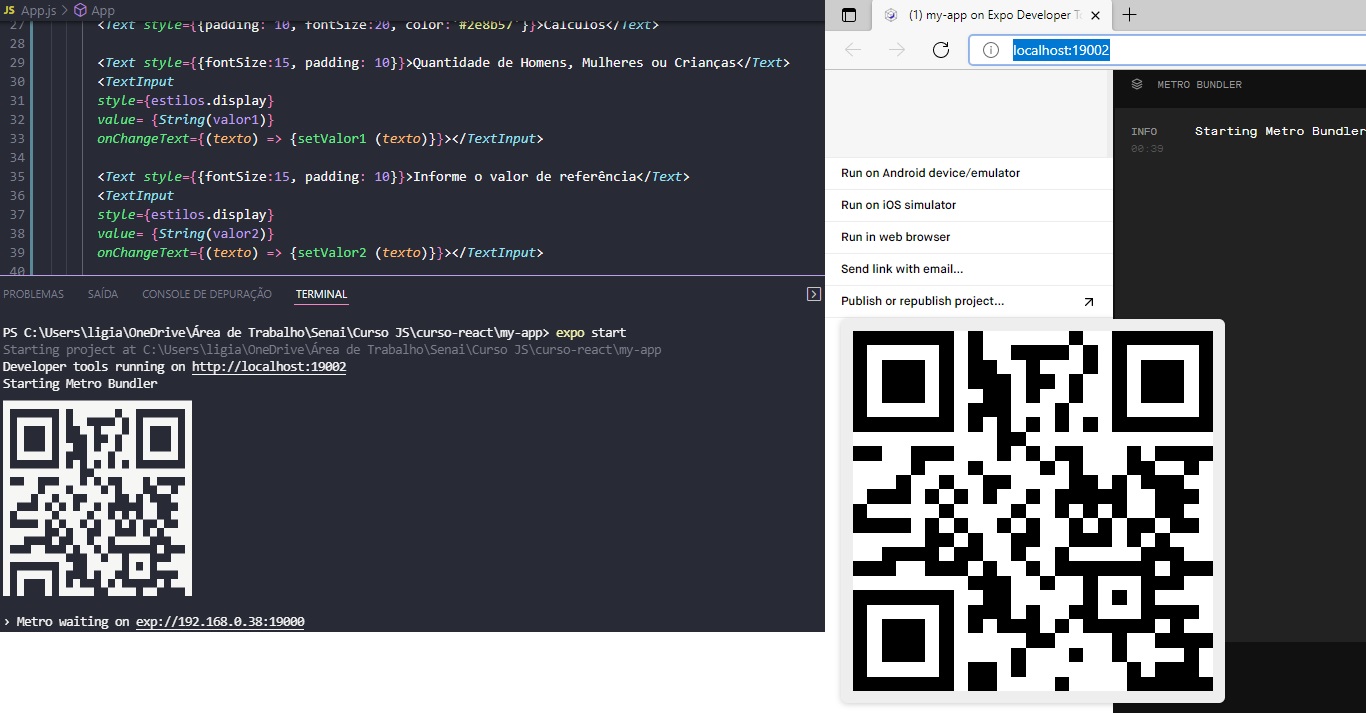 JS App.js > App
27 <Text style={{padding: 10, fontSize:20, color:'#2e8b57'}}>Calculos</Text>
28
29 <Text style={{fontSize:15, padding: 10}}>Quantidade de Homens, Mulheres ou Crianças</Text>
30 <TextInput
31 style={estilos.display}
32 value= {String(valor1)}
33 onChangeText={(texto) => {setValor1 (texto)}}></TextInput>
34
35 <Text style={{fontSize:15, padding: 10}}>Informe o valor de referência</Text>
36 <TextInput
37 style={estilos.display}
38 value= {String(valor2)}
39 onChangeText={(texto) => {setValor2 (texto)}}></TextInput>
40
PROBLEMAS SAÍDA CONSOLE DE DEPURAÇÃO TERMINAL
PS C:\Users\ligia\OneDrive\Área de Trabalho\Senai\Curso JS\curso-react\my-app> expo start
Starting project at C:\Users\ligia\OneDrive\Área de Trabalho\Senai\Curso JS\curso-react\my-app
Developer tools running on http://localhost:19002
Starting Metro Bundler
› Metro waiting on exp://192.168.0.38:19000
(1) my-app on Expo Developer T
localhost:19002
Run on Android device/emulator
Run on iOS simulator
Run in web browser
Send link with email...
Publish or republish project...
METRO BUNDLER
INFO Starting Metro Bundler
00:39